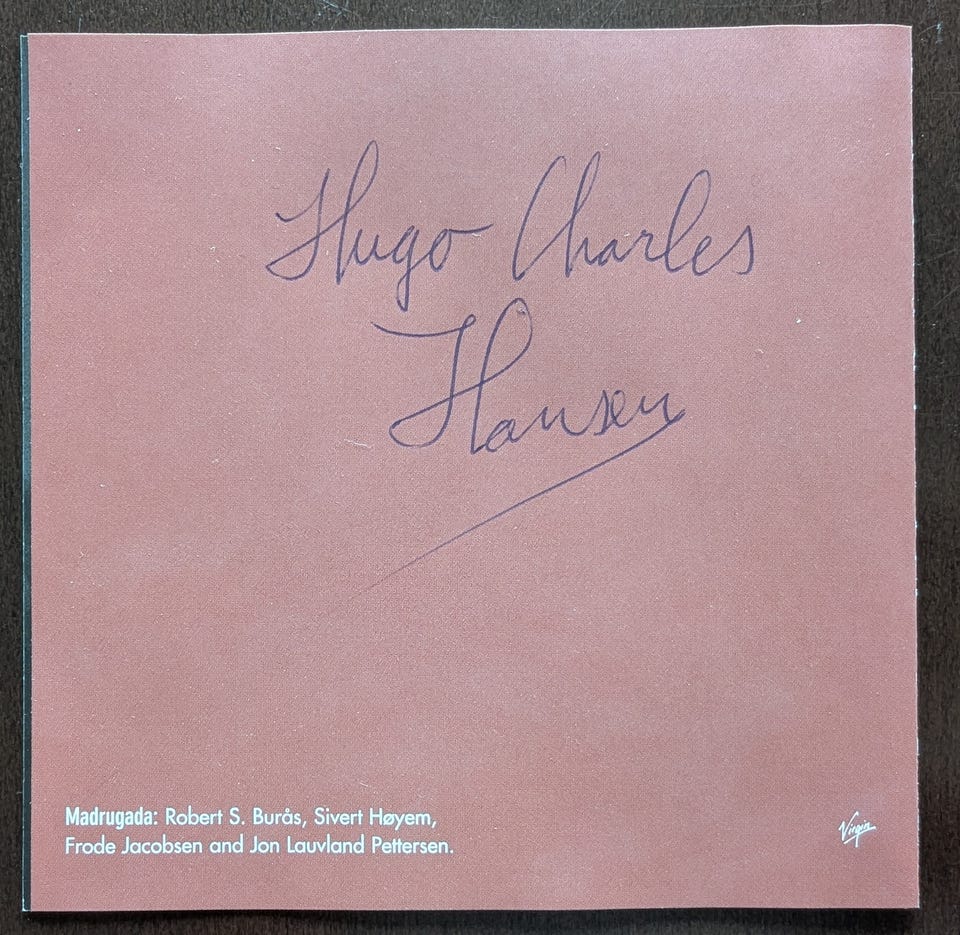 Hugo Charles
Hansen
Madrugada: Robert S. Burås, Sivert Høyem,
Frode Jacobsen and Jon Lauvland Pettersen.
Virgin